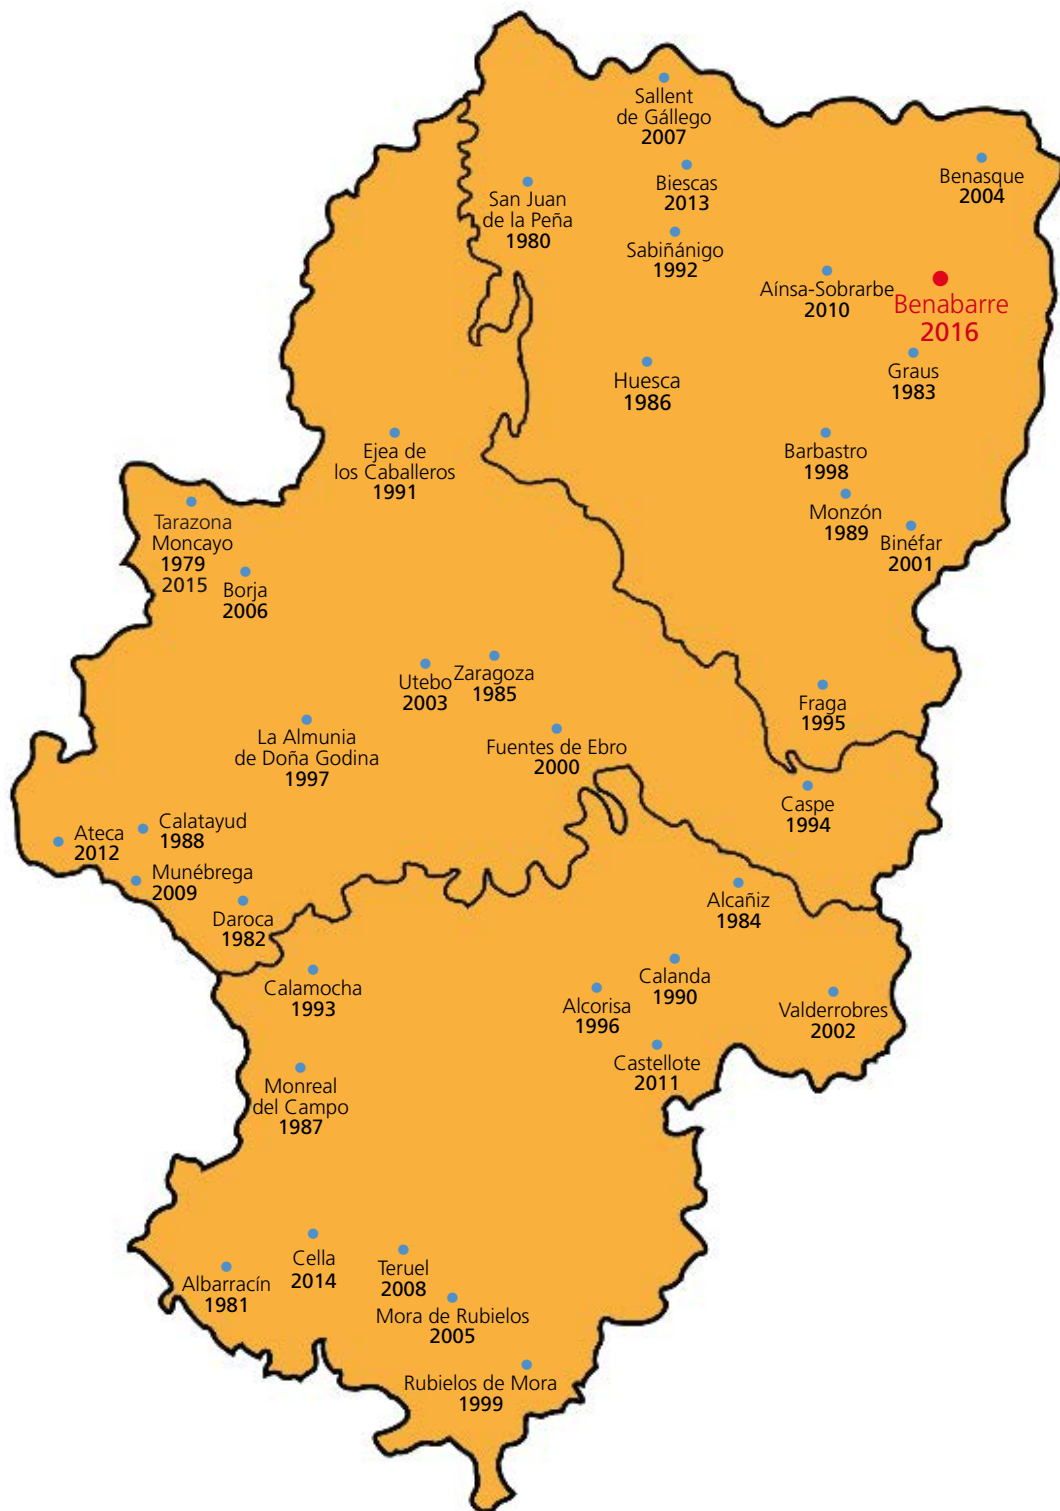 Sallent
de Gállego
2007
Biescas
2013
Benasque
2004
San Juan
de la Peña
1980
Sabiñánigo
1992
Aínsa-Sobrarbe
2010
Benabarre
2016
Graus
1983
Huesca
1986
Ejea de
los Caballeros
1991
Barbastro
1998
Monzón
1989
Binéfar
2001
Tarazona
Moncayo
1979
2015
Borja
2006
Utebo
2003
Zaragoza
1985
Fraga
1995
La Almunia
de Doña Godina
1997
Fuentes de Ebro
2000
Caspe
1994
Ateca
2012
Calatayud
1988
Munébrega
2009
Daroca
1982
Alcañiz
1984
Calamocha
1993
Calanda
1990
Alcorisa
1996
Valderrobres
2002
Castellote
2011
Monreal
del Campo
1987
Cella
2014
Teruel
2008
Albarracín
1981
Mora de Rubielos
2005
Rubielos de Mora
1999